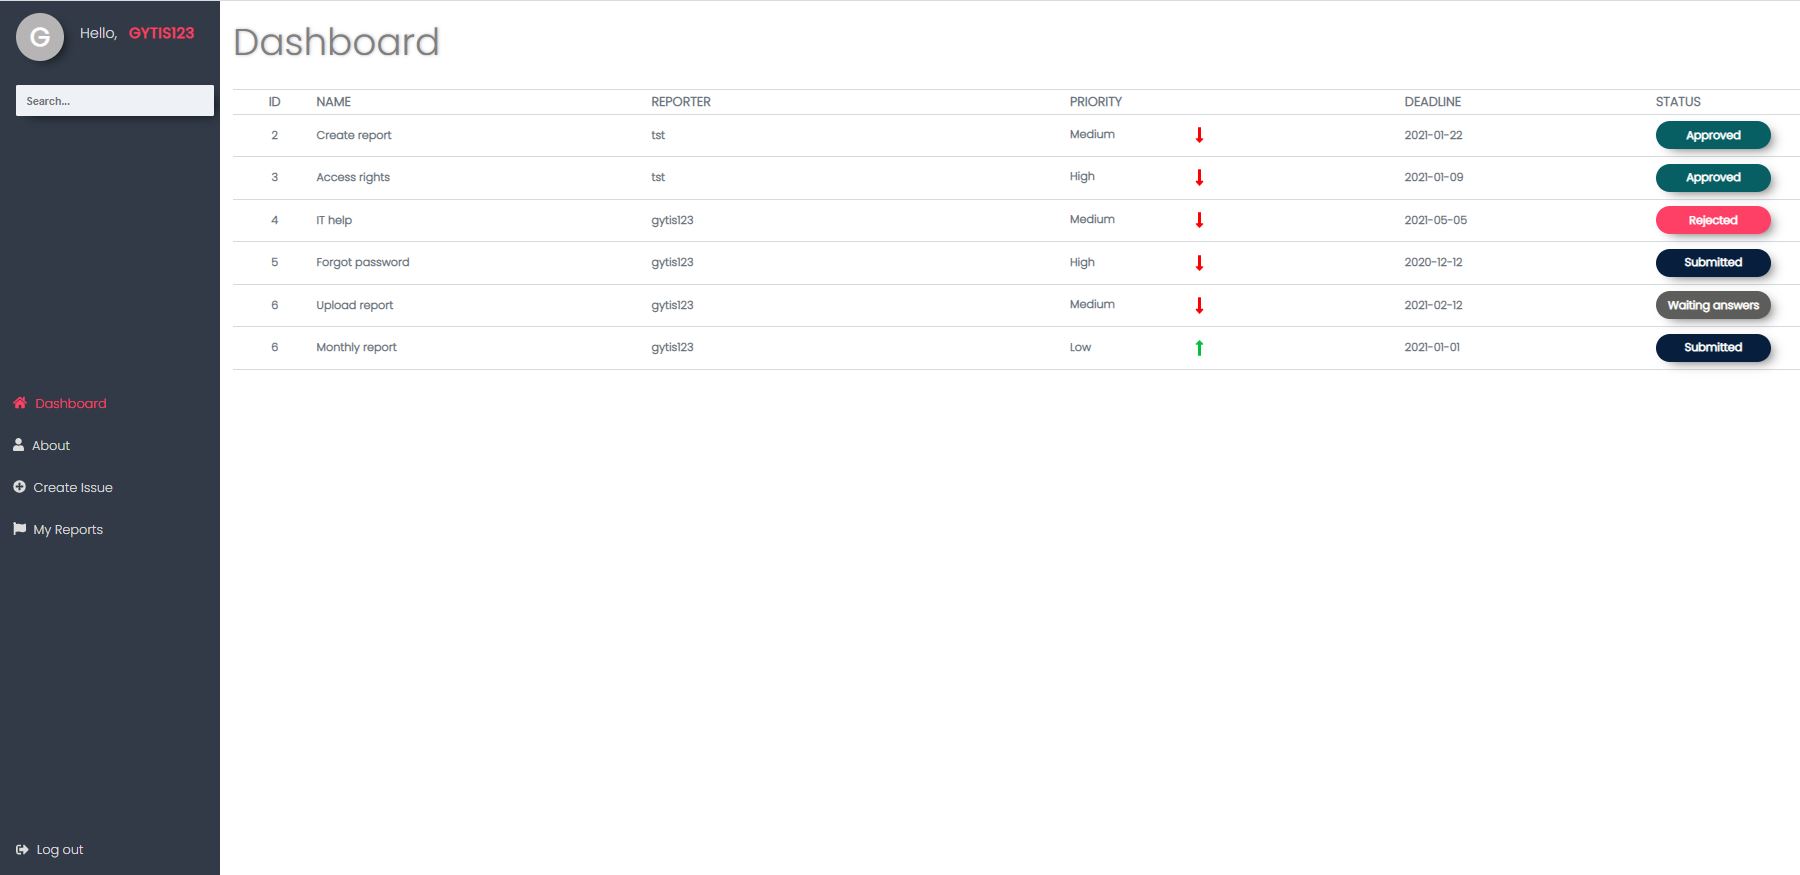 G
Hello, GYTIS123
Search...
Dashboard
About
Create Issue
My Reports
Log out
Dashboard
ID NAME REPORTER PRIORITY DEADLINE STATUS
2 Create report tst Medium 2021-01-22 Approved
3 Access rights tst High 2021-01-09 Approved
4 IT help gytis123 Medium 2021-05-05 Rejected
5 Forgot password gytis123 High 2020-12-12 Submitted
6 Upload report gytis123 Medium 2021-02-12 Waiting answers
6 Monthly report gytis123 Low 2021-01-01 Submitted